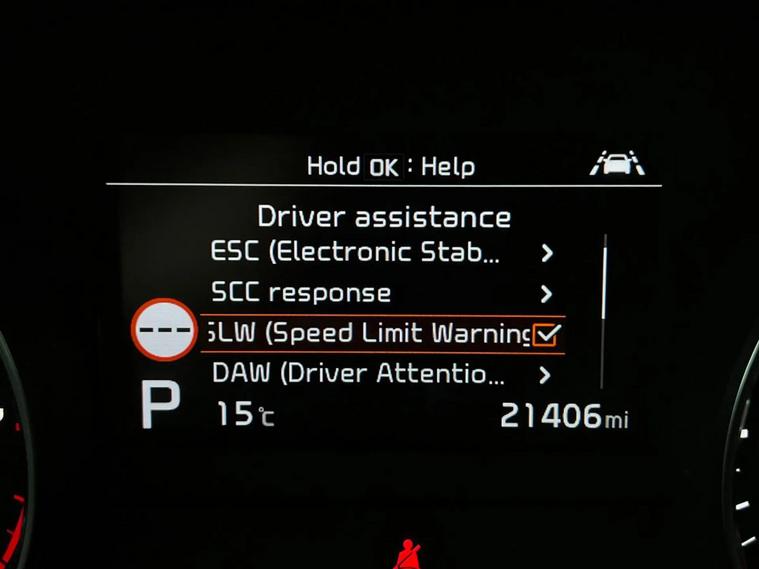 Hold OK : Help
Driver assistance
ESC (Electronic Stab...
SCC response
SLW (Speed Limit Warning
DAW (Driver Attentio...
---
P 15℃ 21406mi